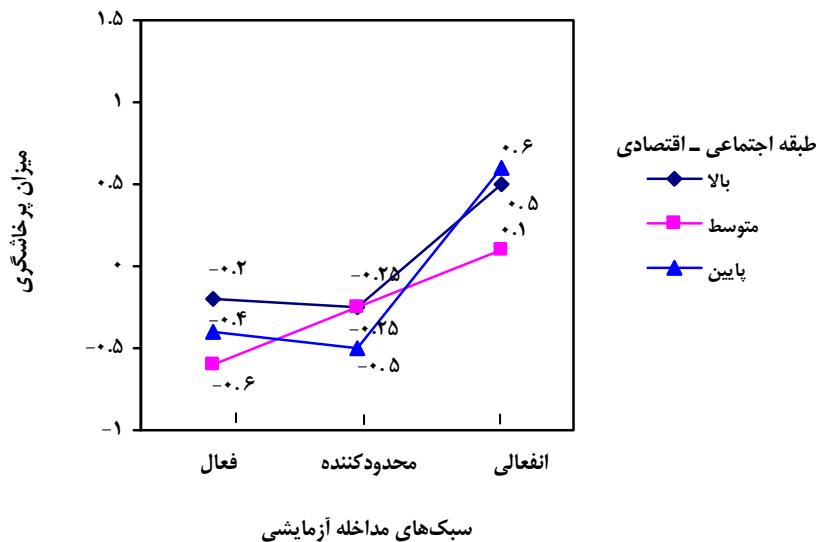 ۱.۵
۱
۰.۵
۰
−۰.۵
−۱
میزان پرخاشگری
−۰.۲
−۰.۴
−۰.۶
−۰.۲۵
−۰.۲۵
−۰.۵
۰.۶
۰.۵
۰.۱
فعال
محدودکننده
انفعالی
سبک‌های مداخله آزمایشی
طبقه اجتماعی ـ اقتصادی
بالا
متوسط
پایین